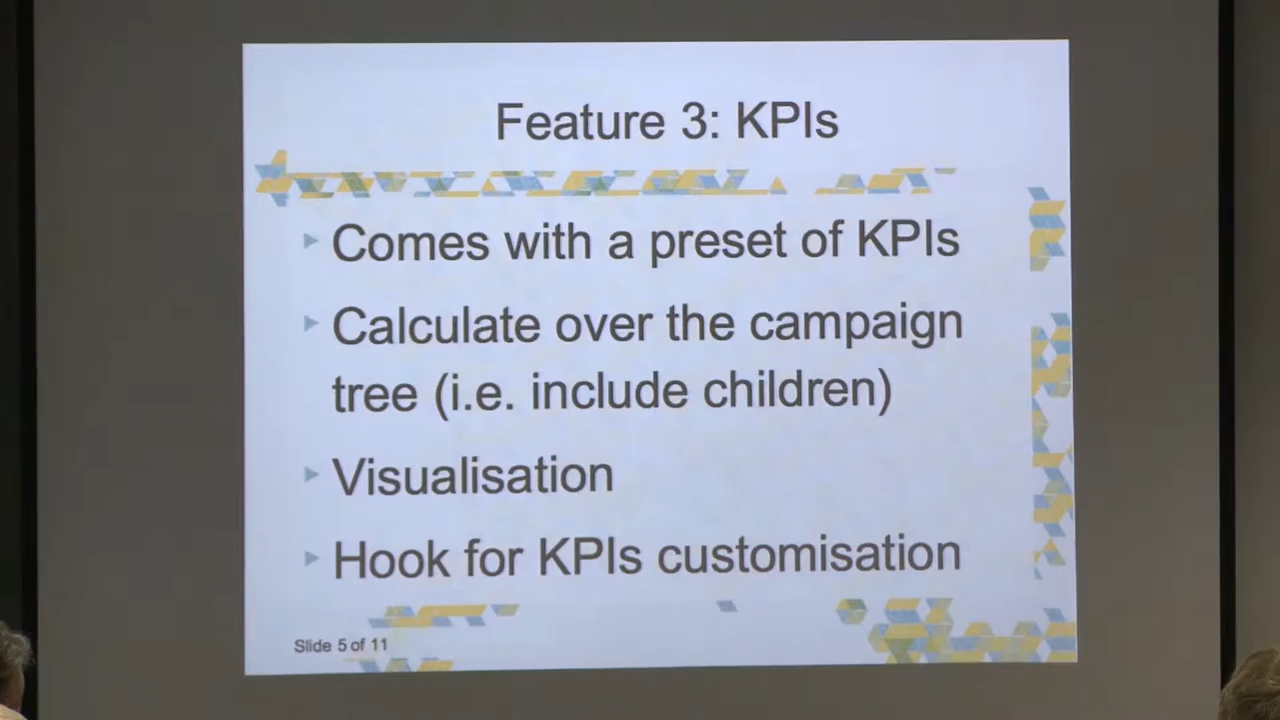 Feature 3: KPIs
Comes with a preset of KPIs
Calculate over the campaign
tree (i.e. include children)
Visualisation
Hook for KPIs customisation
Slide 5 of 11